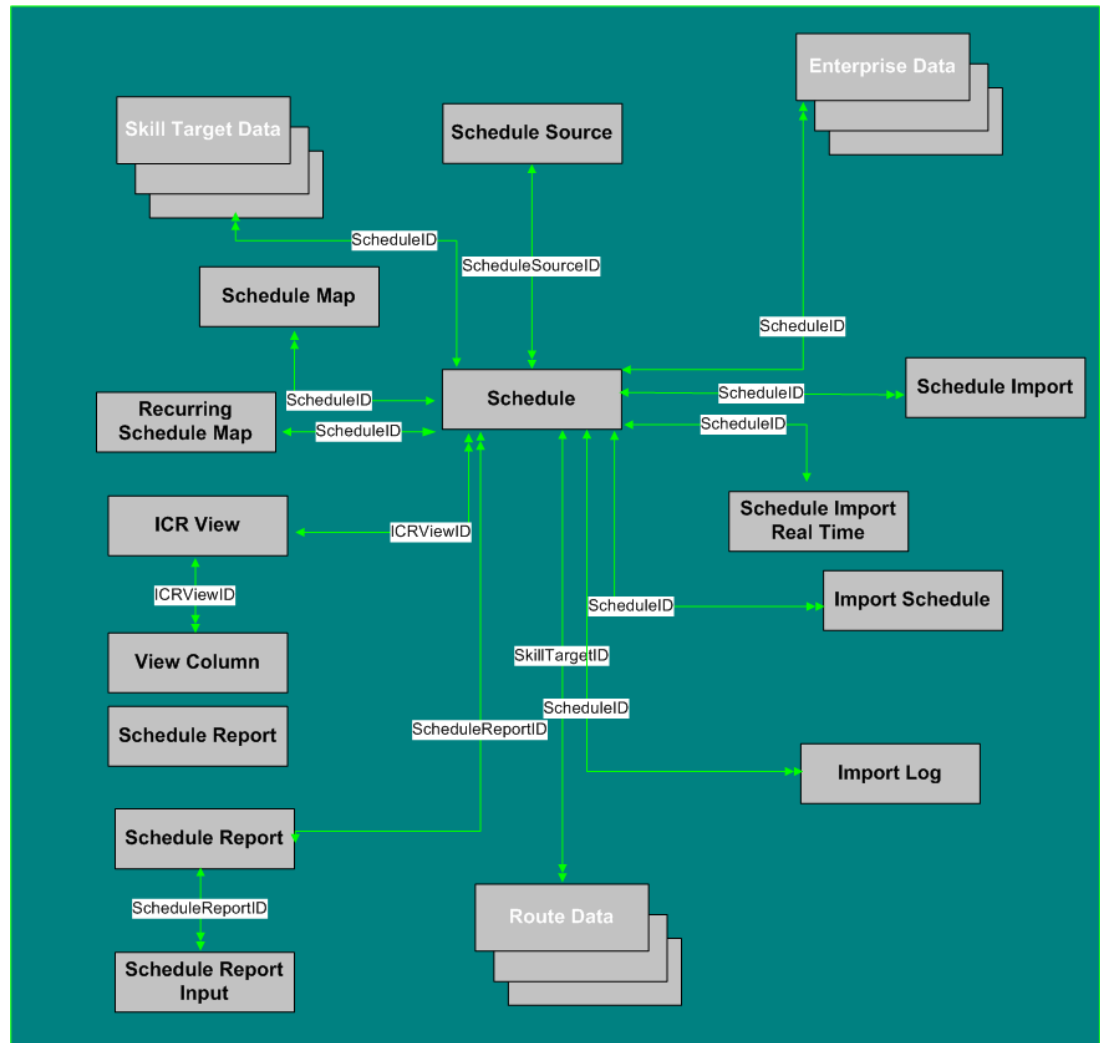 Enterprise Data
Skill Target Data
Schedule Source
ScheduleID
ScheduleSourceID
Schedule Map
ScheduleID
Schedule
Schedule Import
ScheduleID
ScheduleID
Recurring
Schedule Map
ScheduleID
ScheduleID
Schedule Import
Real Time
ICR View
ICRViewID
ICRViewID
Import Schedule
ScheduleID
View Column
SkillTargetID
ScheduleID
Schedule Report
ScheduleReportID
Import Log
Schedule Report
ScheduleReportID
Route Data
Schedule Report
Input